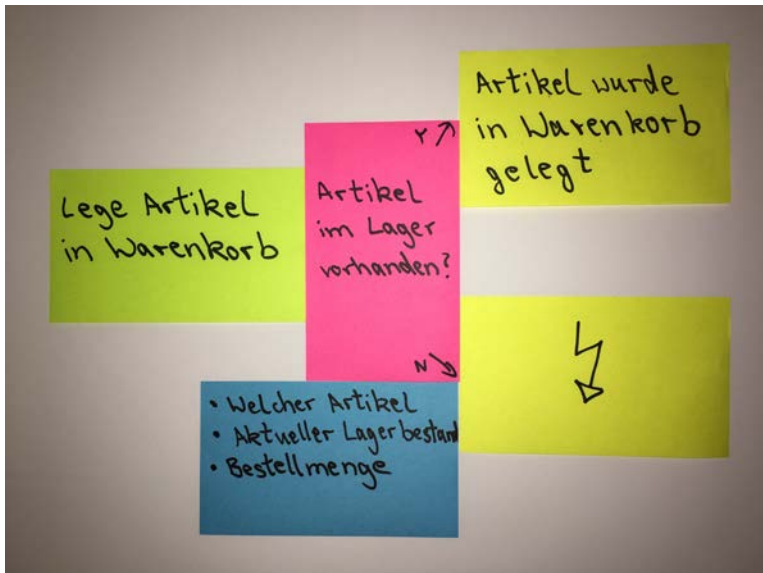 Lege Artikel
in Warenkorb
Y
Artikel
im Lager
vorhanden?
N
Artikel wurde
in Warenkorb
gelegt
• Welcher Artikel
• Aktueller Lagerbestand
• Bestellmenge